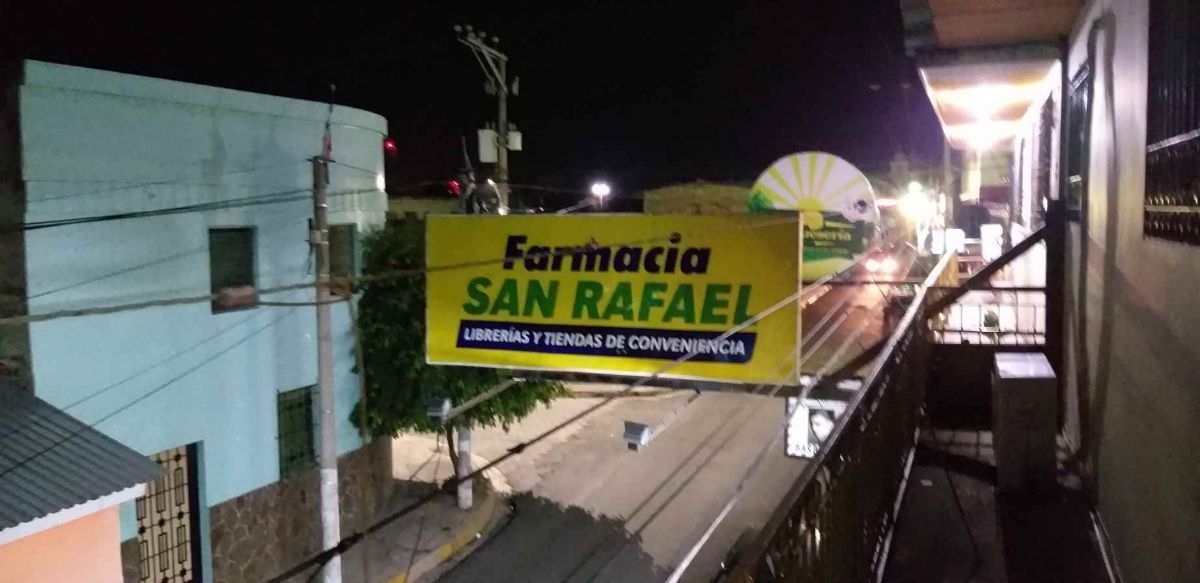 Farmacia
SAN RAFAEL
LIBRERÍAS Y TIENDAS DE CONVENIENCIA